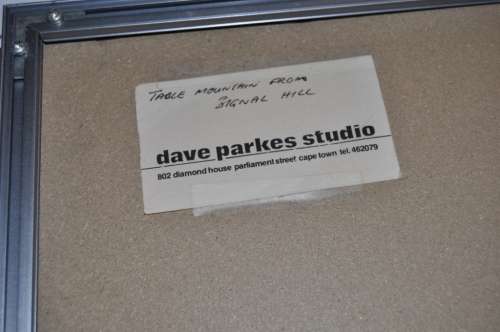 TABLE MOUNTAIN FROM
SIGNAL HILL
dave parkes studio
802 diamond house parliament street cape town tel. 462079